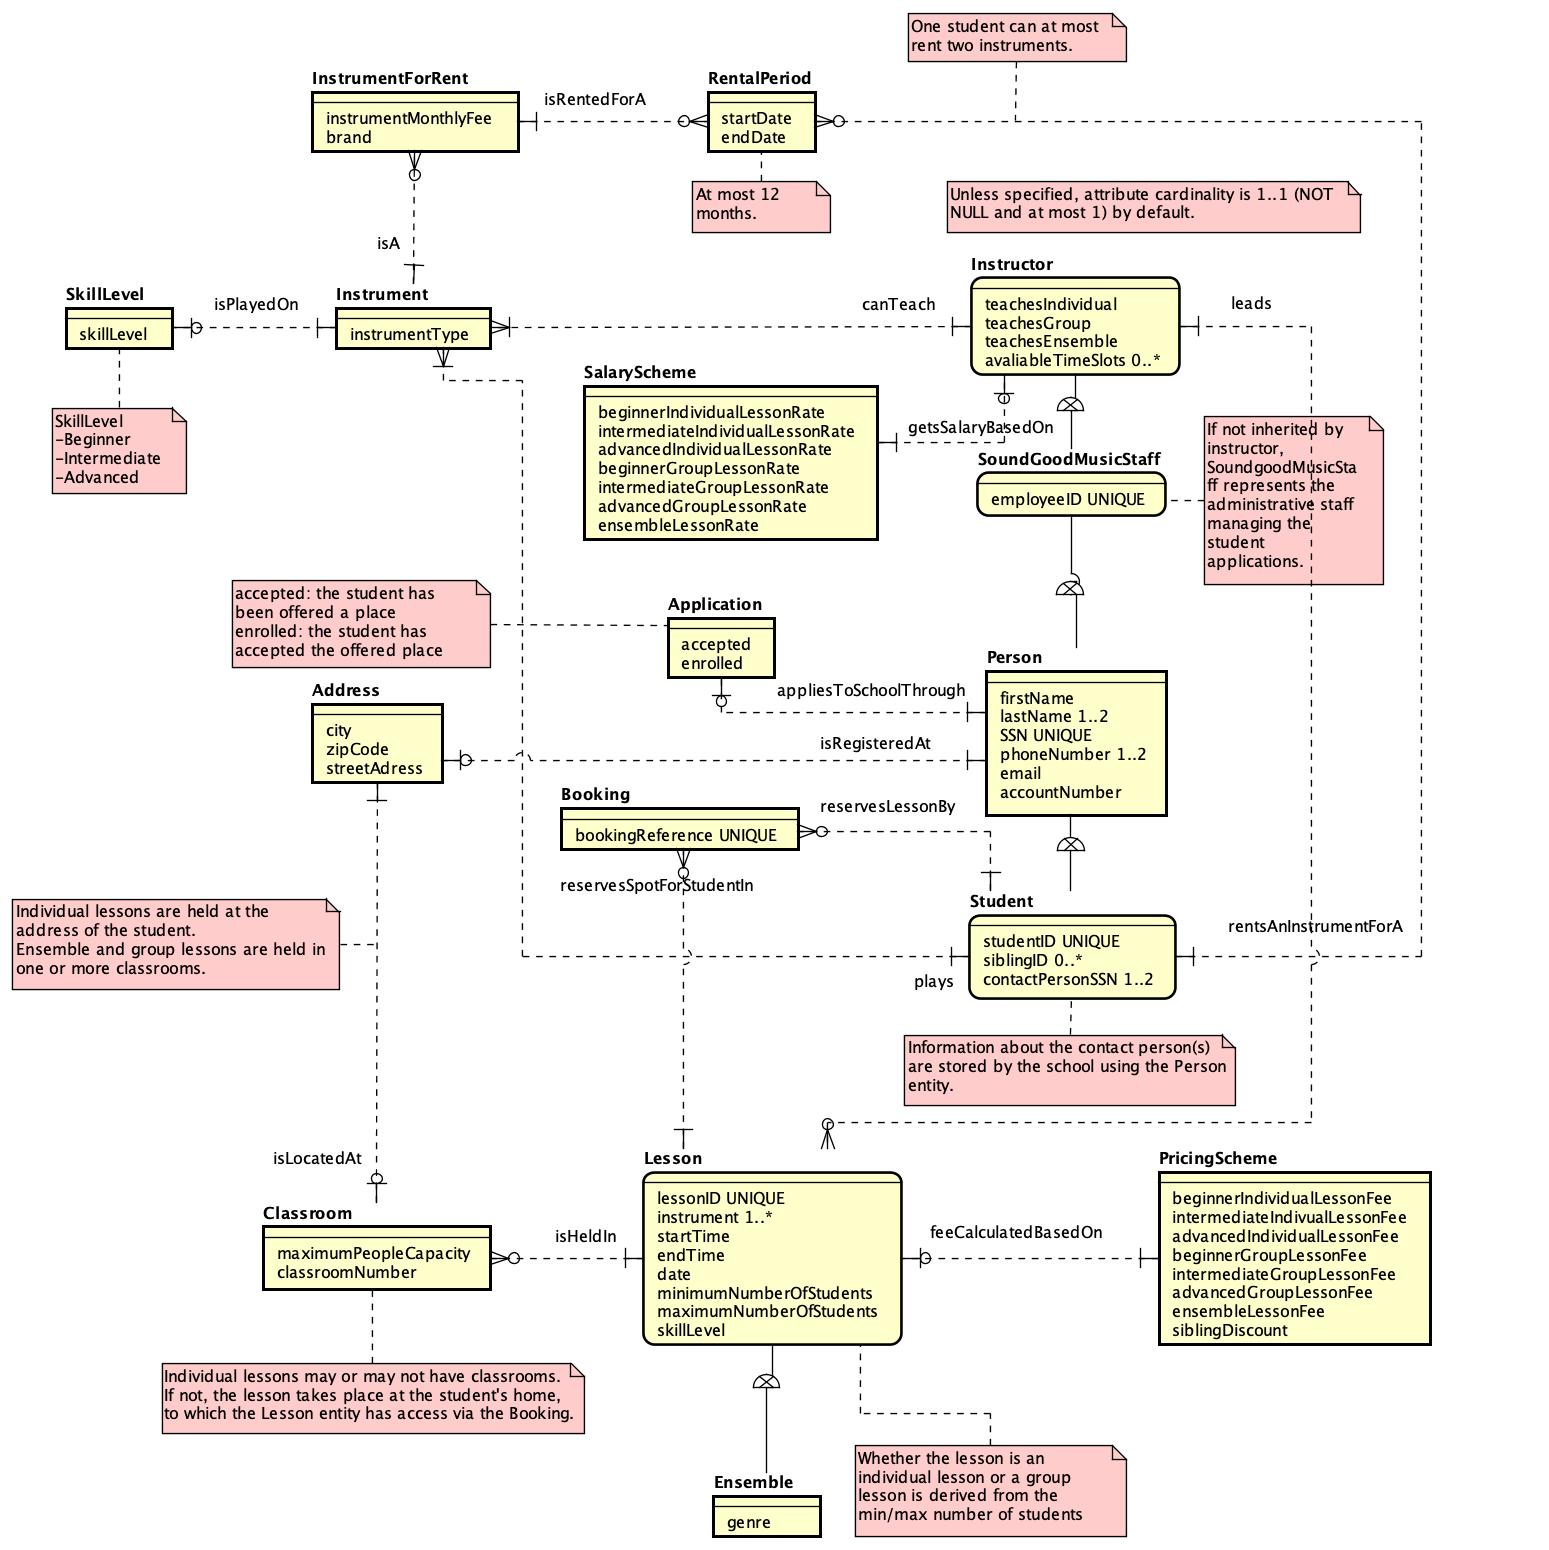 One student can at most
rent two instruments.
InstrumentForRent
instrumentMonthlyFee
brand
isRentedForA
RentalPeriod
startDate
endDate
At most 12
months.
Unless specified, attribute cardinality is 1..1 (NOT
NULL and at most 1) by default.
isA
SkillLevel
skillLevel
isPlayedOn
Instrument
instrumentType
canTeach
Instructor
teachesIndividual
teachesGroup
teachesEnsemble
avaliableTimeSlots 0..*
leads
SkillLevel
-Beginner
-Intermediate
-Advanced
SalaryScheme
beginnerIndividualLessonRate
intermediateIndividualLessonRate
advancedIndividualLessonRate
beginnerGroupLessonRate
intermediateGroupLessonRate
advancedGroupLessonRate
ensembleLessonRate
getsSalaryBasedOn
SoundGoodMusicStaff
employeeID UNIQUE
If not inherited by
instructor,
SoundgoodMusicSta
ff represents the
administrative staff
managing the
student
applications.
accepted: the student has
been offered a place
enrolled: the student has
accepted the offered place
Application
accepted
enrolled
appliesToSchoolThrough
Person
firstName
lastName 1..2
SSN UNIQUE
phoneNumber 1..2
email
accountNumber
Address
city
zipCode
streetAdress
isRegisteredAt
Booking
bookingReference UNIQUE
reservesLessonBy
reservesSpotForStudentIn
Individual lessons are held at the
address of the student.
Ensemble and group lessons are held in
one or more classrooms.
Student
studentID UNIQUE
siblingID 0..*
contactPersonSSN 1..2
rentsAnInstrumentForA
plays
Information about the contact person(s)
are stored by the school using the Person
entity.
isLocatedAt
Classroom
maximumPeopleCapacity
classroomNumber
isHeldIn
Lesson
lessonID UNIQUE
instrument 1..*
startTime
endTime
date
minimumNumberOfStudents
maximumNumberOfStudents
skillLevel
feeCalculatedBasedOn
PricingScheme
beginnerIndividualLessonFee
intermediateIndivualLessonFee
advancedIndividualLessonFee
beginnerGroupLessonFee
intermediateGroupLessonFee
advancedGroupLessonFee
ensembleLessonFee
siblingDiscount
Individual lessons may or may not have classrooms.
If not, the lesson takes place at the student's home,
to which the Lesson entity has access via the Booking.
Ensemble
genre
Whether the lesson is an
individual lesson or a group
lesson is derived from the
min/max number of students